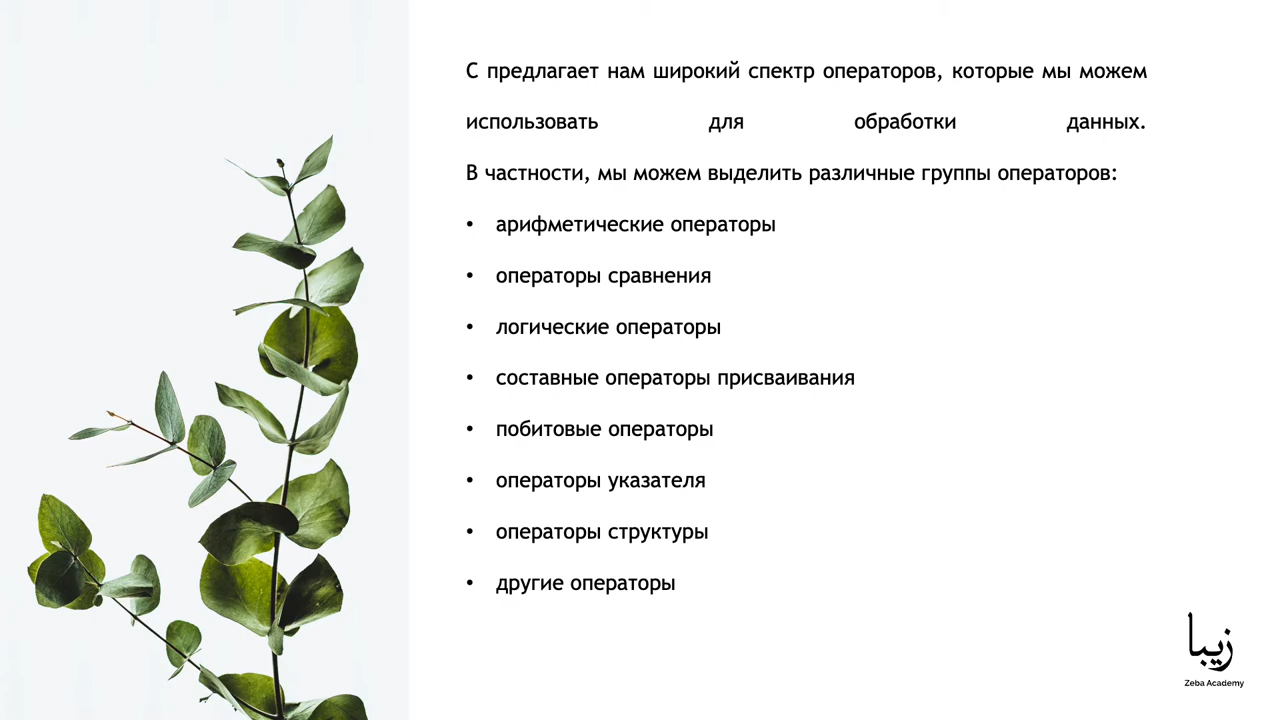 С предлагает нам широкий спектр операторов, которые мы можем
использовать для обработки данных.
В частности, мы можем выделить различные группы операторов:
• арифметические операторы
• операторы сравнения
• логические операторы
• составные операторы присваивания
• побитовые операторы
• операторы указателя
• операторы структуры
• другие операторы
زيبا
Zeba Academy